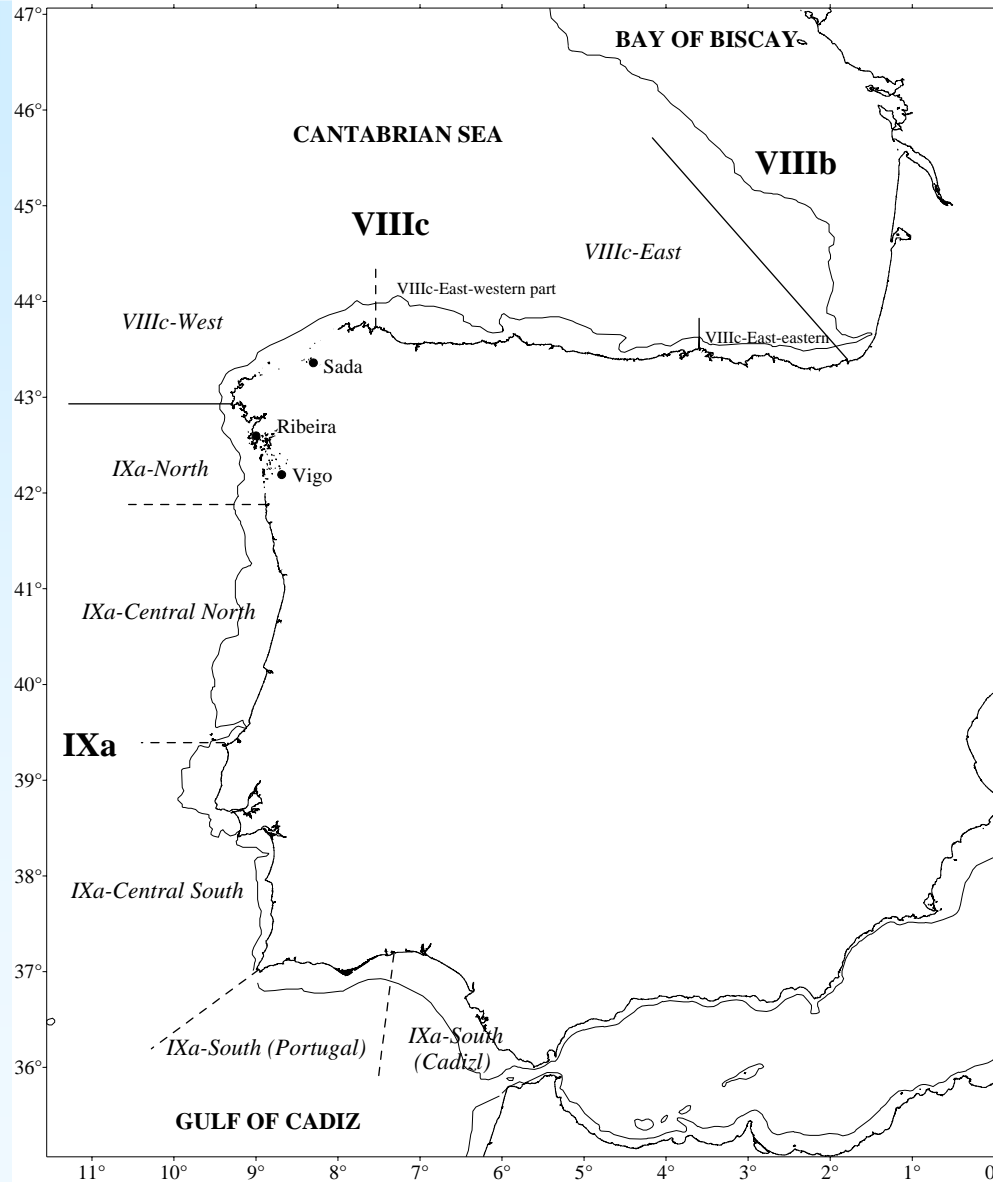 47°
BAY OF BISCAY
46°
CANTABRIAN SEA
VIIIb
45°
VIIIc
VIIIc-East
44°
VIIIc-East-western part
VIIIc-West
VIIIc-East-eastern
Sada
43°
Ribeira
IXa-North
Vigo
42°
41°
IXa-Central North
40°
IXa
39°
38°
IXa-Central South
37°
IXa-South (Portugal)
IXa-South
(Cadizl)
36°
GULF OF CADIZ
11° 10° 9° 8° 7° 6° 5° 4° 3° 2° 1° 0